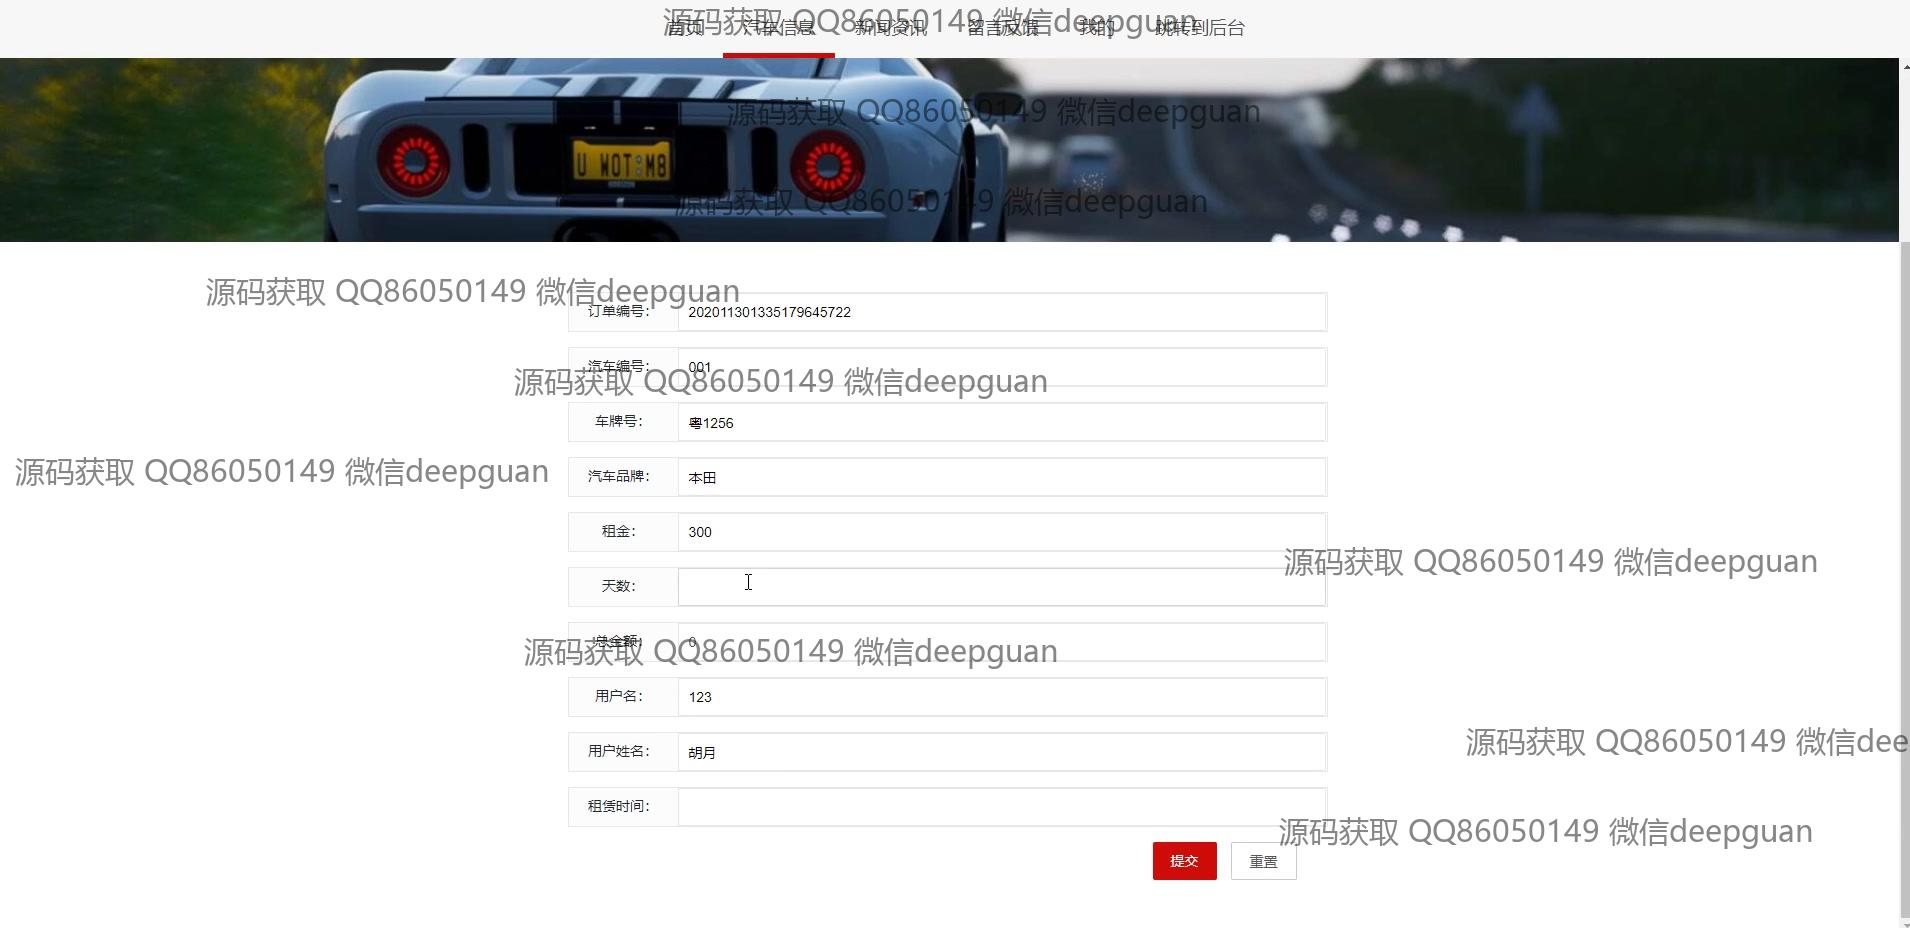 源码获取 QQ86050149 微信deepguan
首页 汽车信息 新闻资讯 留言反馈 我的 跳转到后台
源码获取 QQ86050149 微信deepguan
U WOT M8
源码获取 QQ86050149 微信deepguan
源码获取 QQ86050149 微信deepguan
订单编号： 202011301335179645722
汽车编号： 001
源码获取 QQ86050149 微信deepguan
车牌号： 粤1256
源码获取 QQ86050149 微信deepguan
汽车品牌： 本田
租金： 300
源码获取 QQ86050149 微信deepguan
天数：
总金额： 0
源码获取 QQ86050149 微信deepguan
用户名： 123
源码获取 QQ86050149 微信dee
用户姓名： 胡月
租赁时间：
源码获取 QQ86050149 微信deepguan
提交 重置